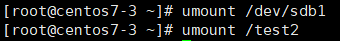 [root@centos7-3 ~]# umount /dev/sdb1
[root@centos7-3 ~]# umount /test2